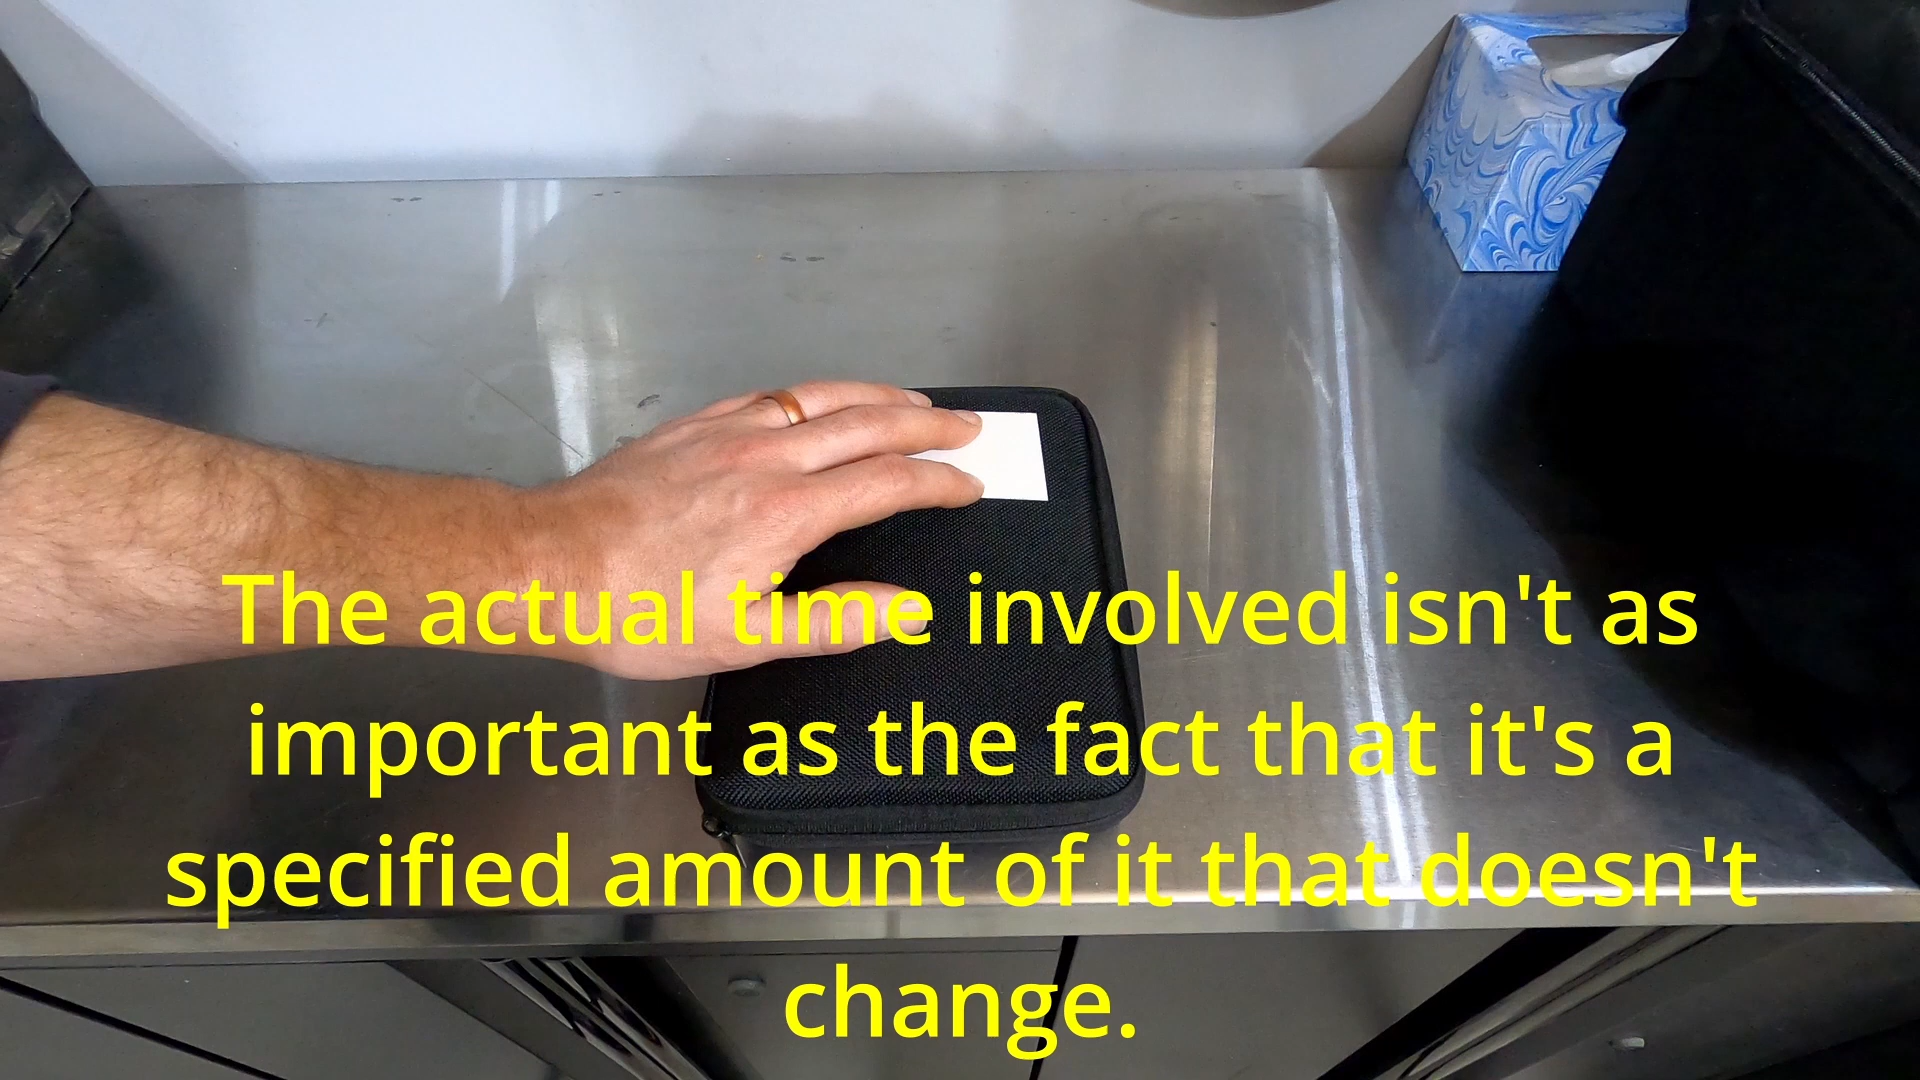 The actual time involved isn't as
important as the fact that it's a
specified amount of it that doesn't
change.